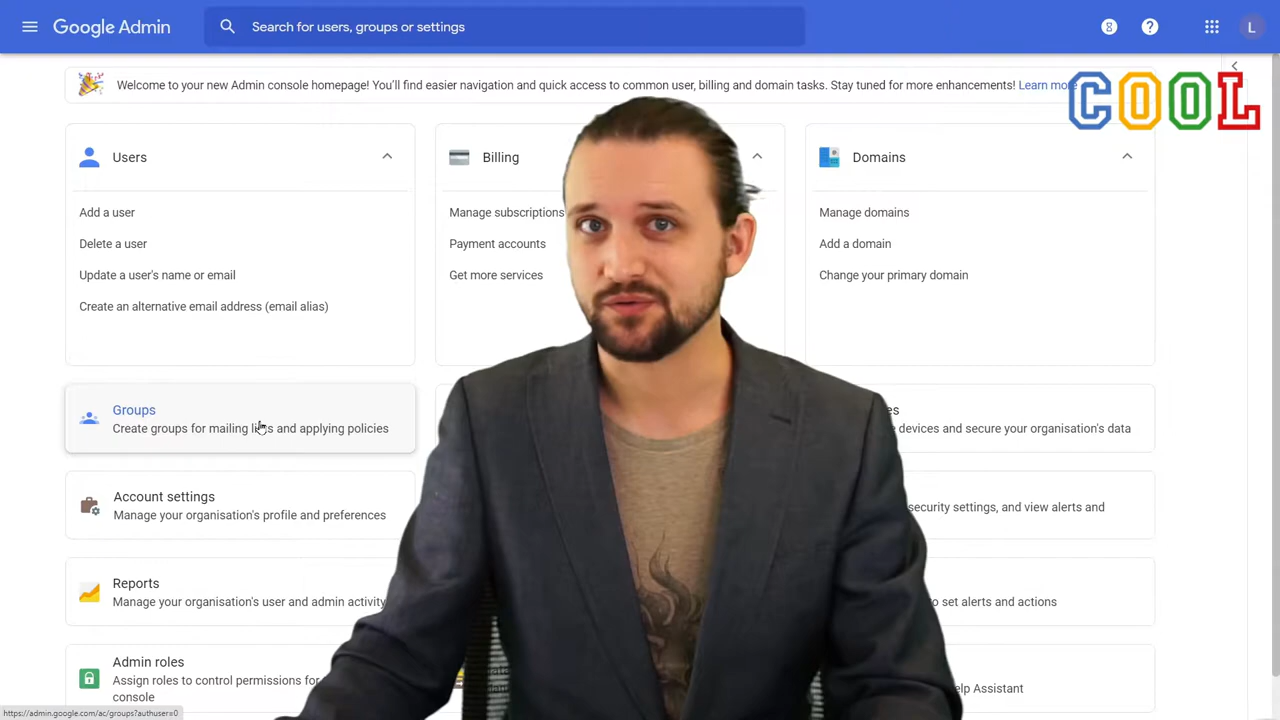 Google Admin
Search for users, groups or settings
L
Welcome to your new Admin console homepage! You'll find easier navigation and quick access to common user, billing and domain tasks. Stay tuned for more enhancements! Learn more
COOL
Users
Add a user
Delete a user
Update a user's name or email
Create an alternative email address (email alias)
Billing
Manage subscriptions
Payment accounts
Get more services
Domains
Manage domains
Add a domain
Change your primary domain
Groups
Create groups for mailing lists and applying policies
es
devices and secure your organisation's data
Account settings
Manage your organisation's profile and preferences
security settings, and view alerts and
Reports
Manage your organisation's user and admin activity
to set alerts and actions
Admin roles
Assign roles to control permissions for
console
elp Assistant
https://admin.google.com/ac/groups?authuser=0